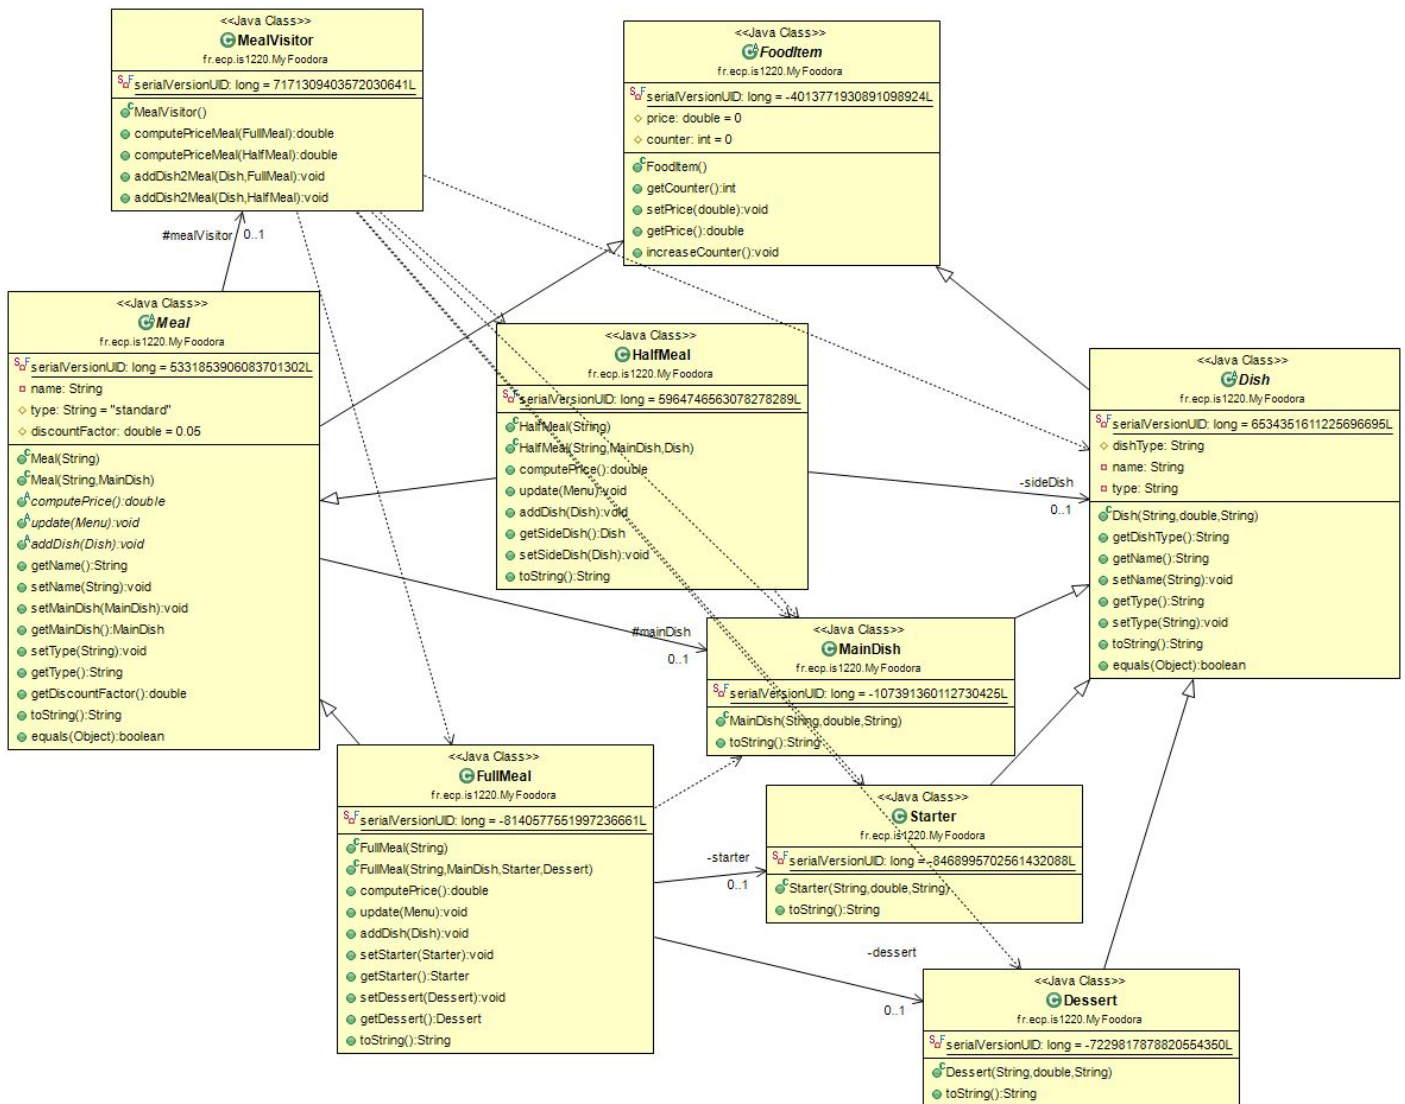 <<Java Class>>
MealVisitor
fr.ecp.is1220.MyFoodora
serialVersionUID: long = 7171309403572030641L
MealVisitor()
computePriceMeal(FullMeal):double
computePriceMeal(HalfMeal):double
addDish2Meal(Dish,FullMeal):void
addDish2Meal(Dish,HalfMeal):void
<<Java Class>>
FoodItem
fr.ecp.is1220.MyFoodora
serialVersionUID: long = -4013771930891098924L
price: double = 0
counter: int = 0
FoodItem()
getCounter():int
setPrice(double):void
getPrice():double
increaseCounter():void
#mealVisitor
0..1
<<Java Class>>
Meal
fr.ecp.is1220.MyFoodora
serialVersionUID: long = 5331853906083701302L
name: String
type: String = "standard"
discountFactor: double = 0.05
Meal(String)
Meal(String,MainDish)
computePrice():double
update(Menu):void
addDish(Dish):void
getName():String
setName(String):void
setMainDish(MainDish):void
getMainDish():MainDish
setType(String):void
getType():String
getDiscountFactor():double
toString():String
equals(Object):boolean
<<Java Class>>
HalfMeal
fr.ecp.is1220.MyFoodora
serialVersionUID: long = 5964746563078278289L
HalfMeal(String)
HalfMeal(String,MainDish,Dish)
computePrice():double
update(Menu):void
addDish(Dish):void
getSideDish():Dish
setSideDish(Dish):void
toString():String
-sideDish
0..1
<<Java Class>>
Dish
fr.ecp.is1220.MyFoodora
serialVersionUID: long = 6534351611225696695L
dishType: String
name: String
type: String
Dish(String,double,String)
getDishType():String
getName():String
setName(String):void
getType():String
setType(String):void
toString():String
equals(Object):boolean
#mainDish
0..1
<<Java Class>>
MainDish
fr.ecp.is1220.MyFoodora
serialVersionUID: long = -107391360112730425L
MainDish(String,double,String)
toString():String
<<Java Class>>
FullMeal
fr.ecp.is1220.MyFoodora
serialVersionUID: long = -8140577551997236661L
FullMeal(String)
FullMeal(String,MainDish,Starter,Dessert)
computePrice():double
update(Menu):void
addDish(Dish):void
setStarter(Starter):void
getStarter():Starter
setDessert(Dessert):void
getDessert():Dessert
toString():String
-starter
0..1
<<Java Class>>
Starter
fr.ecp.is1220.MyFoodora
serialVersionUID: long = -8468995702561432088L
Starter(String,double,String)
toString():String
-dessert
0..1
<<Java Class>>
Dessert
fr.ecp.is1220.MyFoodora
serialVersionUID: long = -7229817878820554350L
Dessert(String,double,String)
toString():String